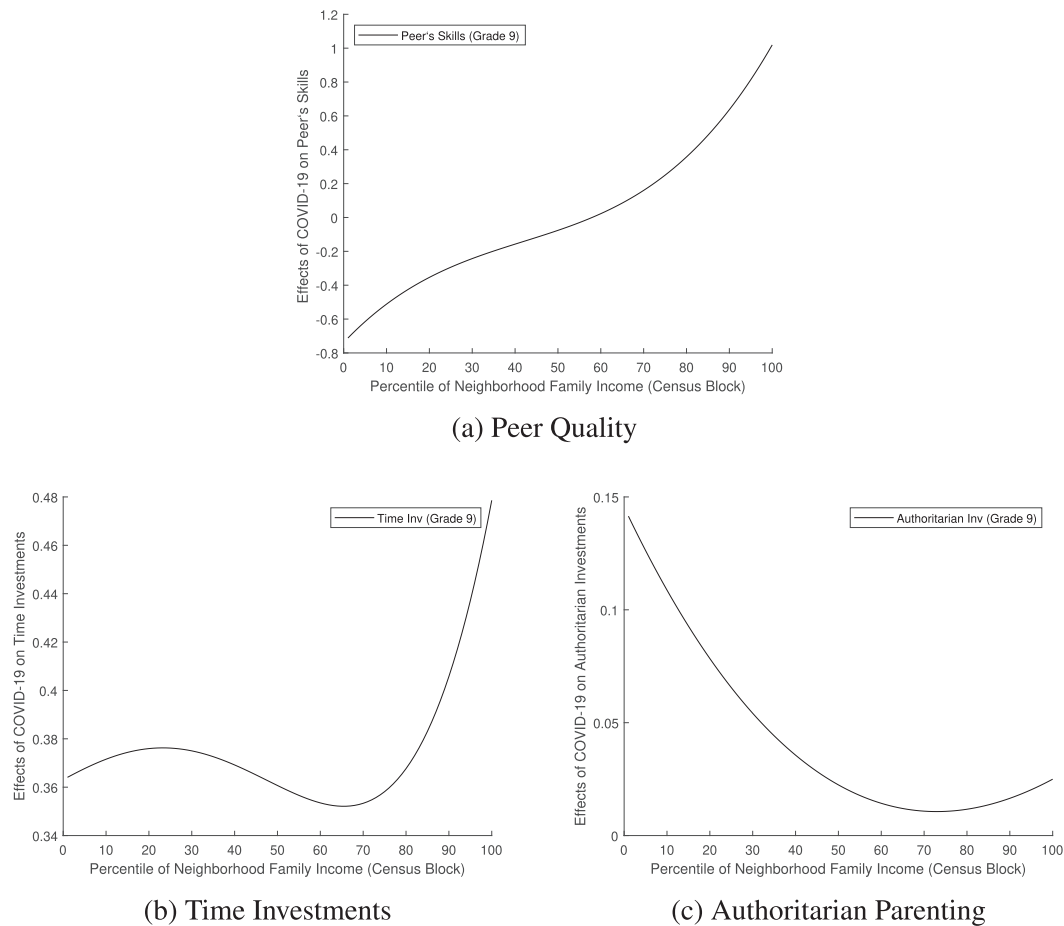 1.2
Peer's Skills (Grade 9)
1
0.8
0.6
0.4
0.2
0
-0.2
-0.4
-0.6
-0.8
Effects of COVID-19 on Peer's Skills
0 10 20 30 40 50 60 70 80 90 100
Percentile of Neighborhood Family Income (Census Block)
(a) Peer Quality
0.48
Time Inv (Grade 9)
0.46
0.44
0.42
0.4
0.38
0.36
0.34
Effects of COVID-19 on Time Investments
0 10 20 30 40 50 60 70 80 90 100
Percentile of Neighborhood Family Income (Census Block)
(b) Time Investments
0.15
Authoritarian Inv (Grade 9)
0.1
0.05
0
Effects of COVID-19 on Authoritarian Investments
0 10 20 30 40 50 60 70 80 90 100
Percentile of Neighborhood Family Income (Census Block)
(c) Authoritarian Parenting